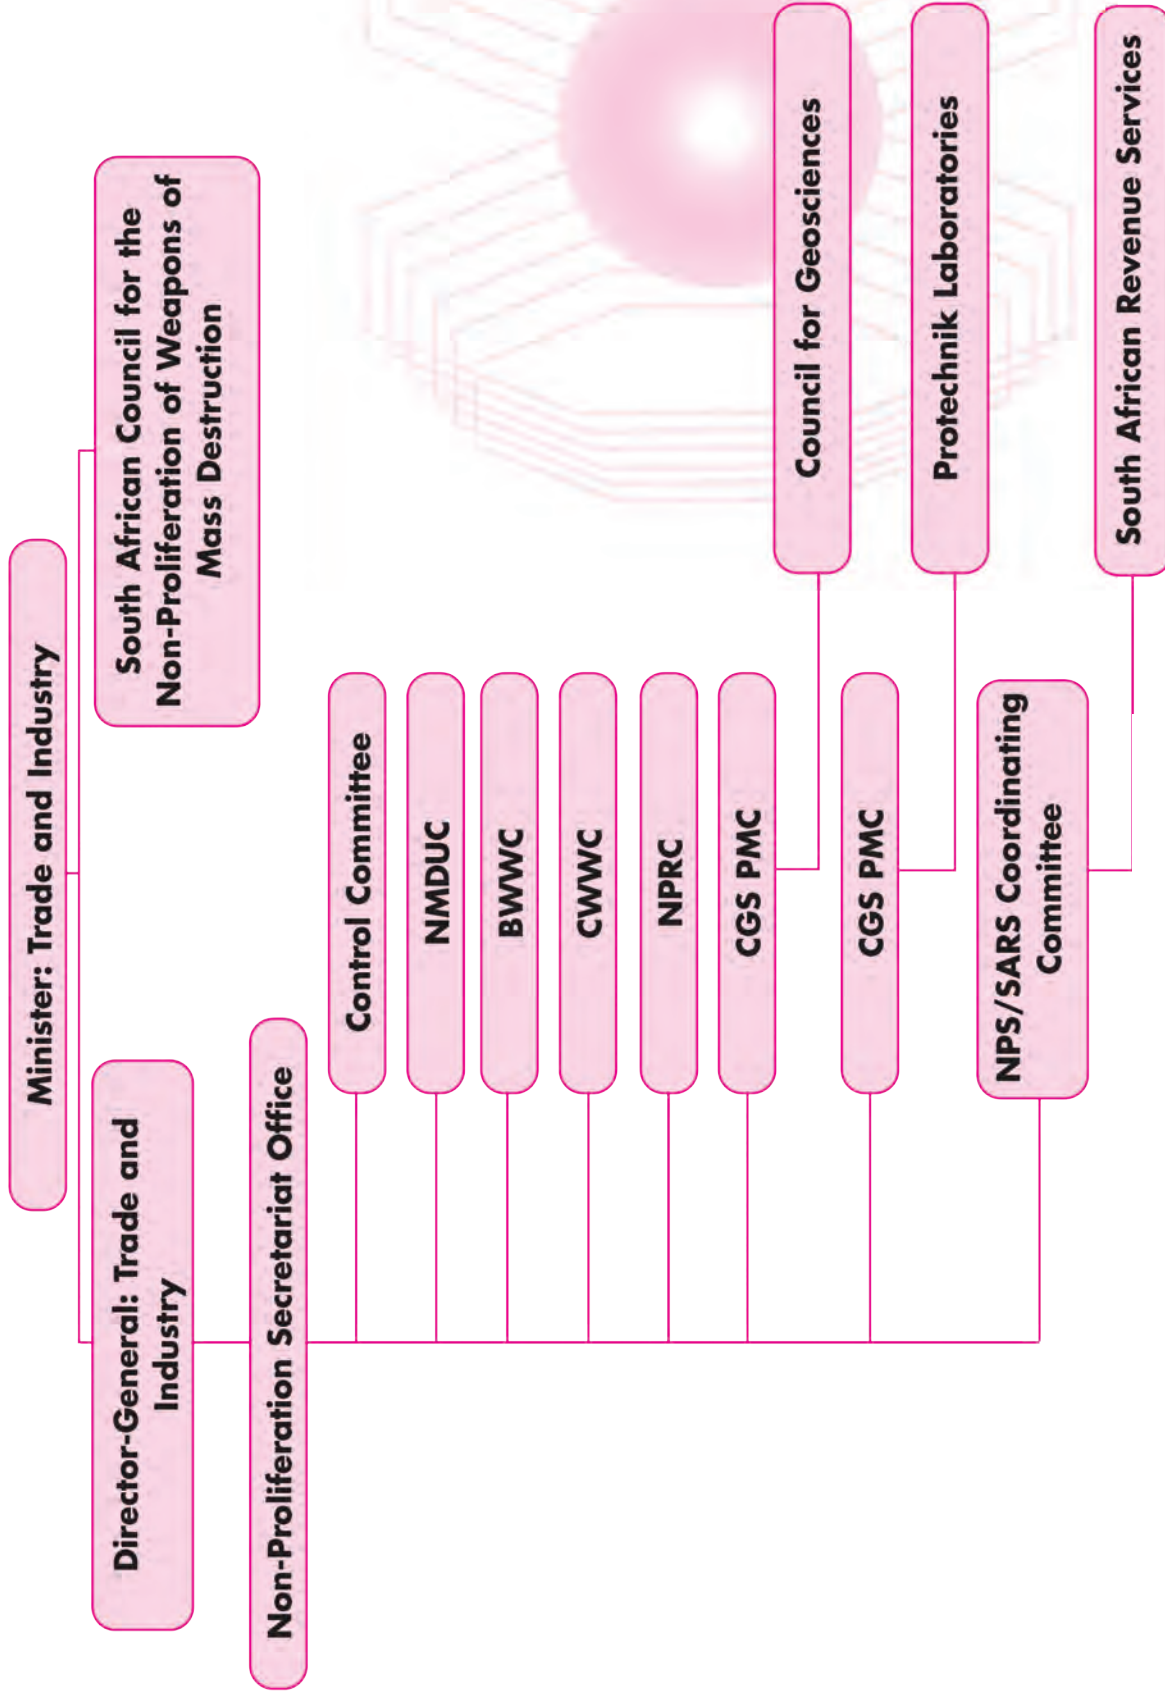 Minister: Trade and Industry
Director-General: Trade and
Industry
South African Council for the
Non-Proliferation of Weapons of
Mass Destruction
Non-Proliferation Secretariat Office
Control Committee
NMDUC
BWWC
CWWC
NPRC
CGS PMC
Council for Geosciences
CGS PMC
Protechnik Laboratories
NPS/SARS Coordinating
Committee
South African Revenue Services